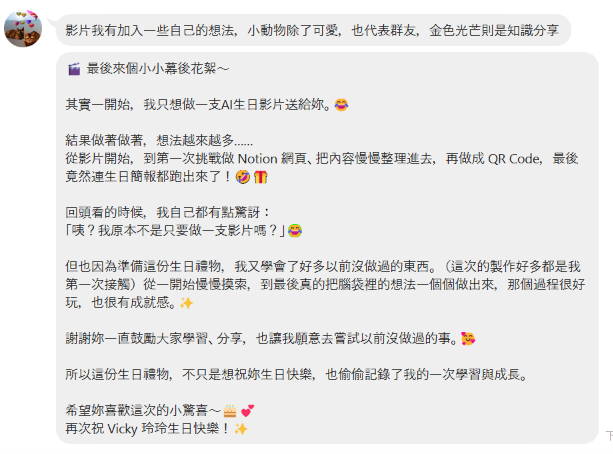 影片我有加入一些自己的想法，小動物除了可愛，也代表群友，金色光芒則是知識分享
🎬 最後來個小小幕後花絮～
其實一開始，我只想做一支AI生日影片送給妳。😂
結果做著做著，想法越來越多……
從影片開始，到第一次挑戰做 Notion 網頁、把內容慢慢整理進去，再做成 QR Code，最後
竟然連生日簡報都跑出來了！🤣🎁
回頭看的時候，我自己都有點驚訝：
「咦？我原本不是只要做一支影片嗎？」😂
但也因為準備這份生日禮物，我又學會了好多以前沒做過的東西。（這次的製作好多都是我
第一次接觸）從一開始慢慢摸索，到最後真的把腦袋裡的想法一個個做出來，那個過程很好
玩，也很有成就感。✨
謝謝妳一直鼓勵大家學習、分享，也讓我願意去嘗試以前沒做過的事。🥰
所以這份生日禮物，不只是想祝妳生日快樂，也偷偷記錄了我的一次學習與成長。
希望妳喜歡這次的小驚喜～🎂💕
再次祝 Vicky 玲玲生日快樂！✨